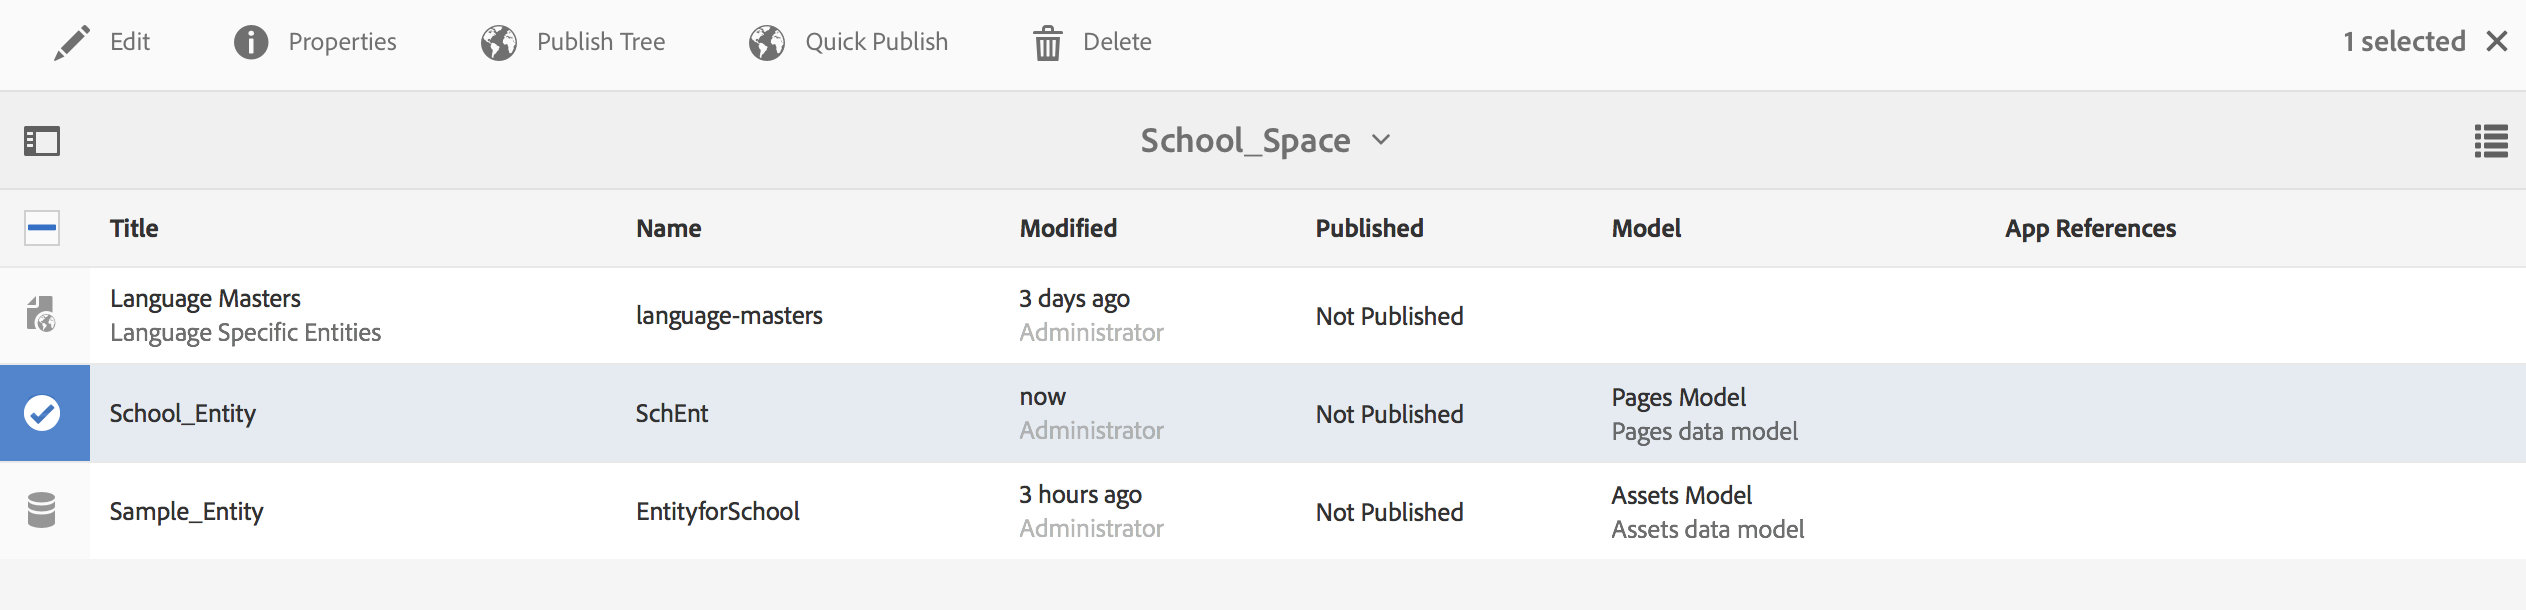 Edit Properties Publish Tree Quick Publish Delete 1 selected
School_Space
Title Name Modified Published Model App References
Language Masters
Language Specific Entities
language-masters
3 days ago
Administrator
Not Published
School_Entity
SchEnt
now
Administrator
Not Published
Pages Model
Pages data model
Sample_Entity
EntityforSchool
3 hours ago
Administrator
Not Published
Assets Model
Assets data model